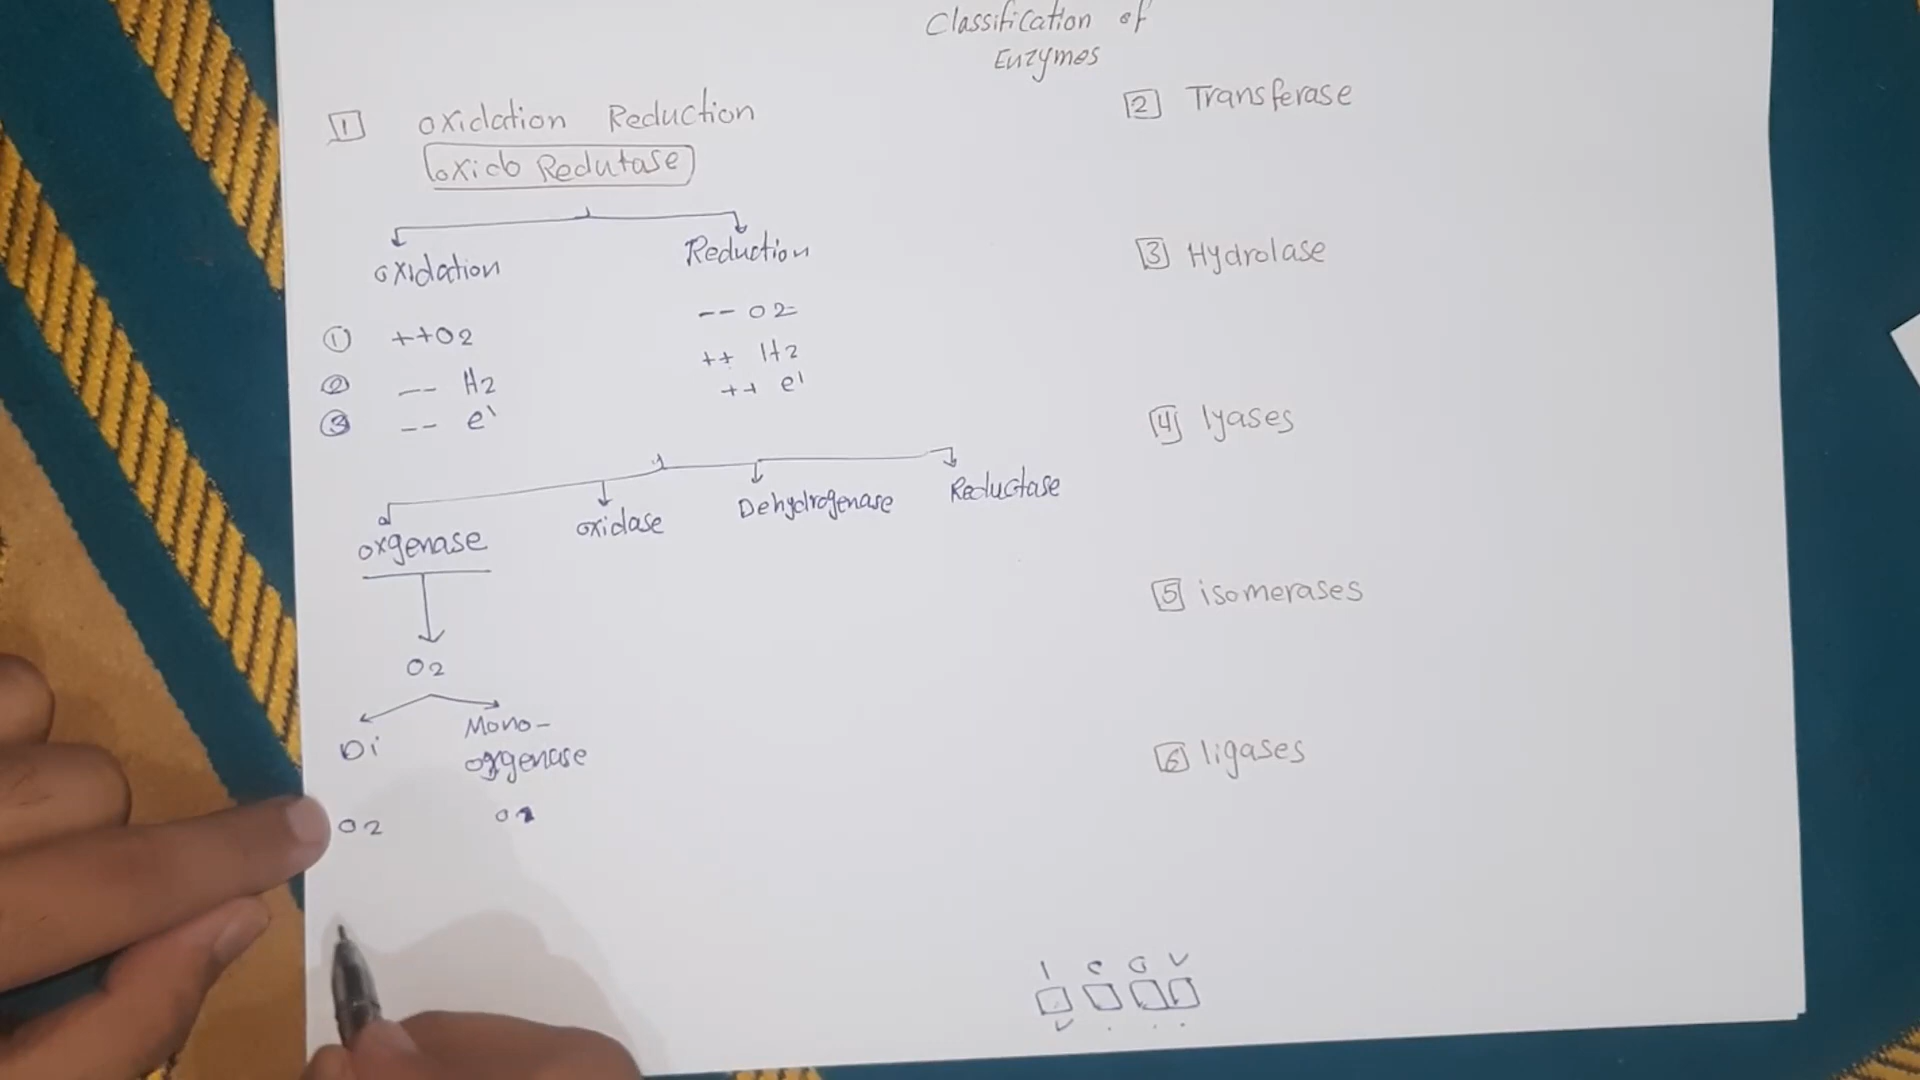 Classification of
Enzymes
1 oxidation Reduction
oxido Redutase
oxidation Reduction
1 ++O2 -- O2
2 -- H2 ++ H2
3 -- e' ++ e'
oxgenase oxidase Dehydrogenase Reductase
O2
Di Mono-
oxgenase
O2
2 Transferase
3 Hydrolase
4 lyases
5 isomerases
6 ligases